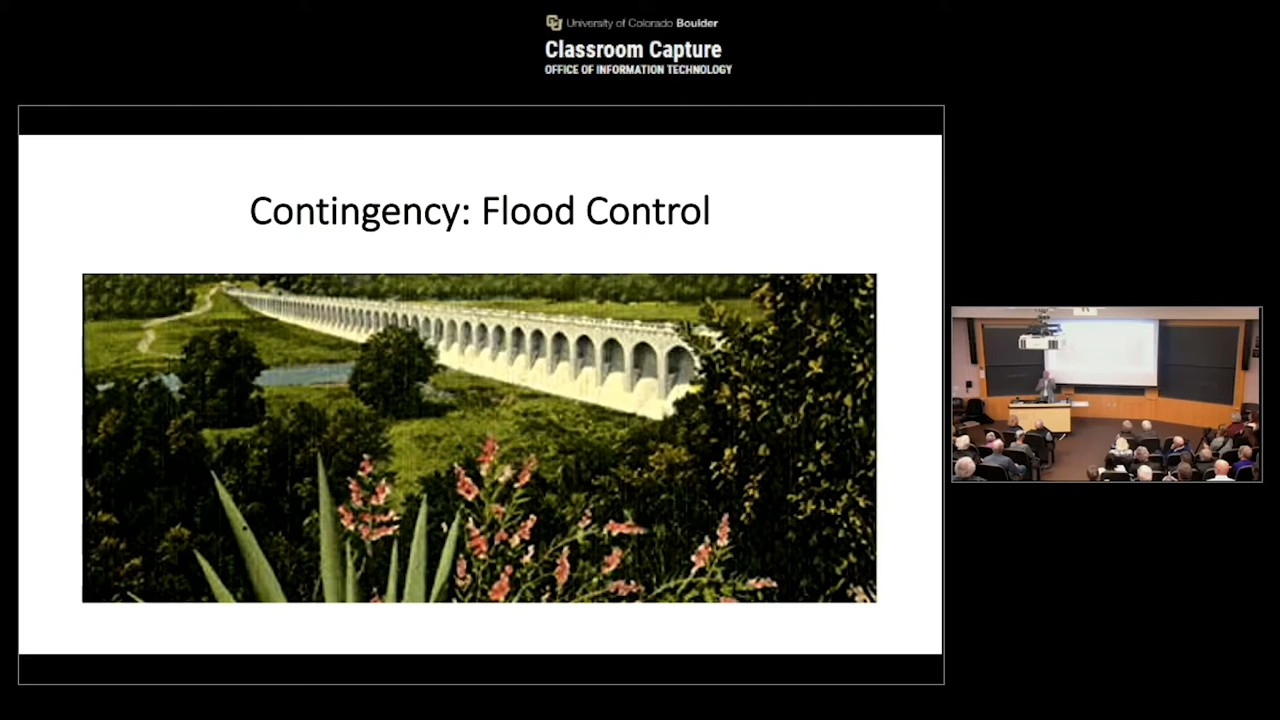 University of Colorado Boulder
Classroom Capture
OFFICE OF INFORMATION TECHNOLOGY
Contingency: Flood Control